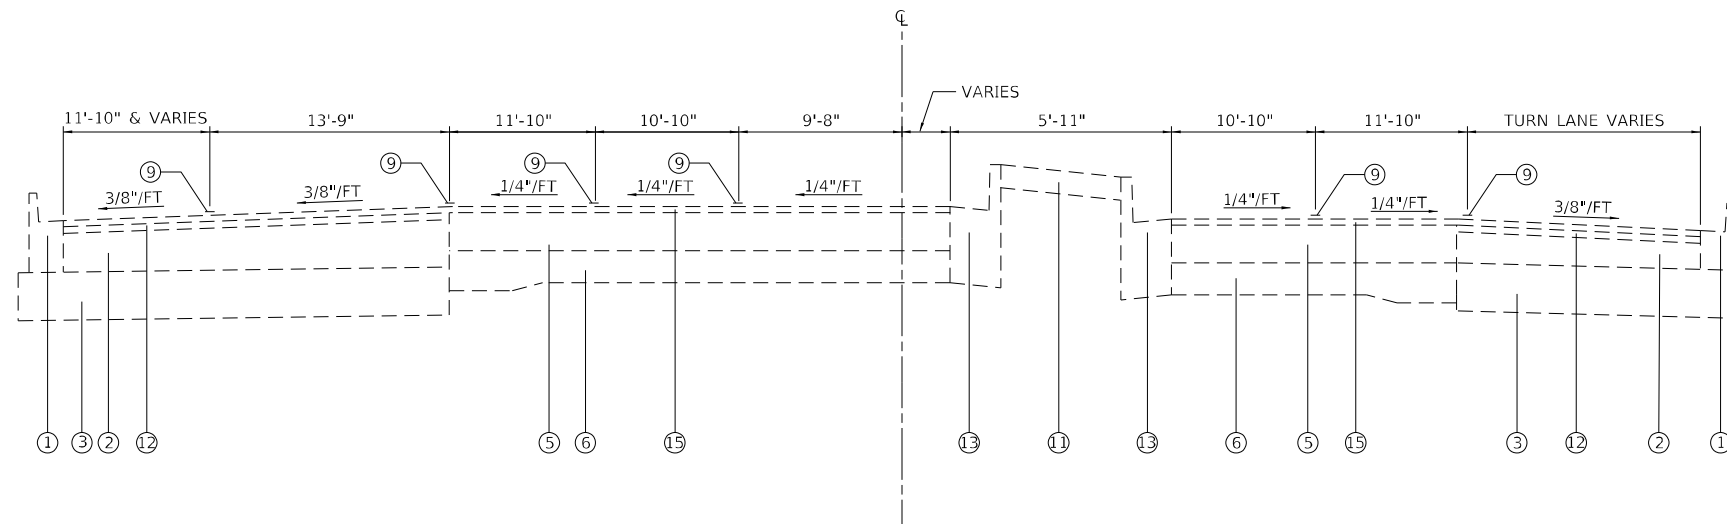 ℄
VARIES
11'-10" & VARIES 13'-9" 11'-10" 10'-10" 9'-8" 5'-11" 10'-10" 11'-10" TURN LANE VARIES
9 9 9 9 9 9
3/8"/FT 3/8"/FT 1/4"/FT 1/4"/FT 1/4"/FT 1/4"/FT 1/4"/FT 3/8"/FT
1 3 2 12 5 6 15 13 11 13 6 5 15 3 12 2 1